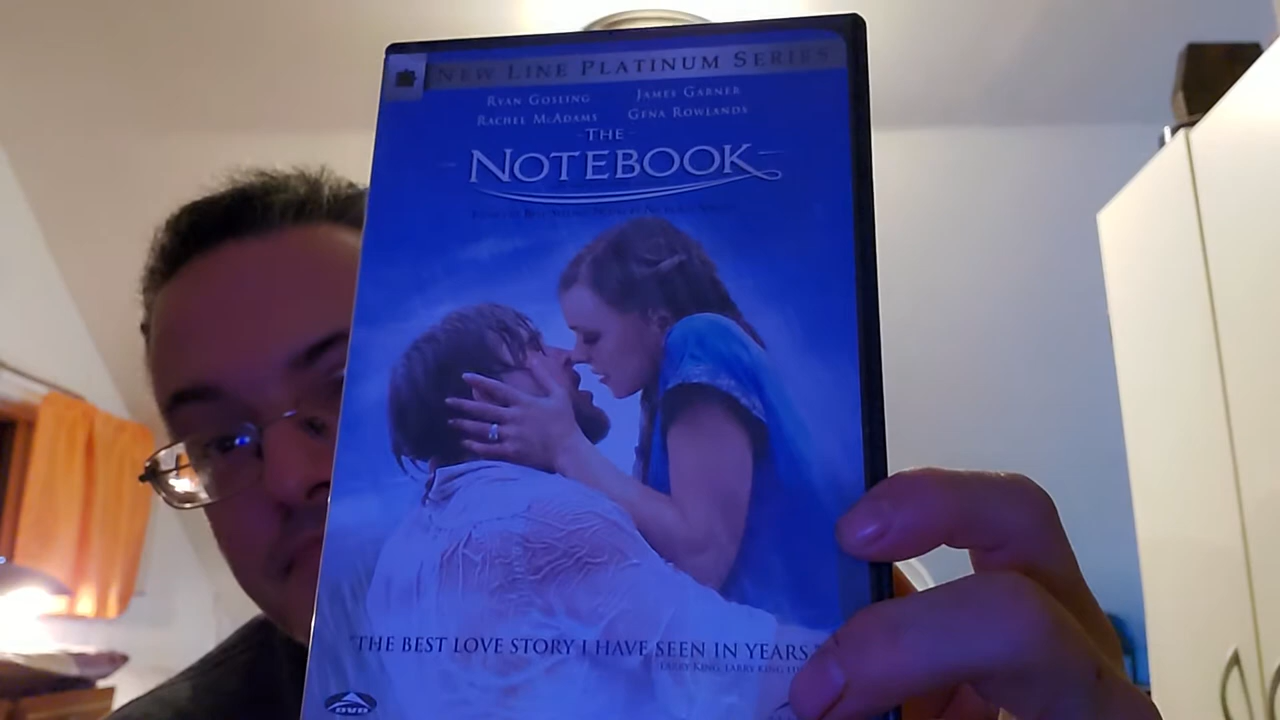 NEW LINE PLATINUM SERIES
RYAN GOSLING JAMES GARNER
RACHEL MCADAMS GENA ROWLANDS
THE
NOTEBOOK
"THE BEST LOVE STORY I HAVE SEEN IN YEARS."
LARRY KING, LARRY KING LIVE
DVD